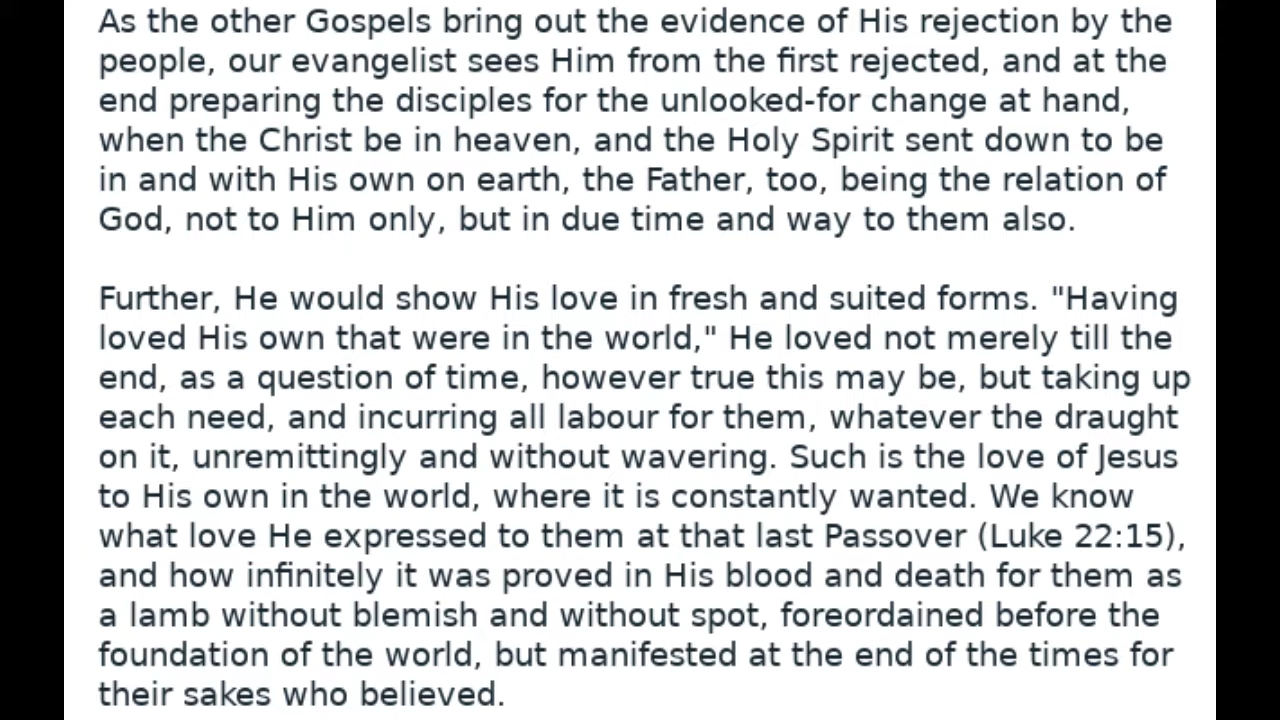 As the other Gospels bring out the evidence of His rejection by the
people, our evangelist sees Him from the first rejected, and at the
end preparing the disciples for the unlooked-for change at hand,
when the Christ be in heaven, and the Holy Spirit sent down to be
in and with His own on earth, the Father, too, being the relation of
God, not to Him only, but in due time and way to them also.
Further, He would show His love in fresh and suited forms. "Having
loved His own that were in the world," He loved not merely till the
end, as a question of time, however true this may be, but taking up
each need, and incurring all labour for them, whatever the draught
on it, unremittingly and without wavering. Such is the love of Jesus
to His own in the world, where it is constantly wanted. We know
what love He expressed to them at that last Passover (Luke 22:15),
and how infinitely it was proved in His blood and death for them as
a lamb without blemish and without spot, foreordained before the
foundation of the world, but manifested at the end of the times for
their sakes who believed.